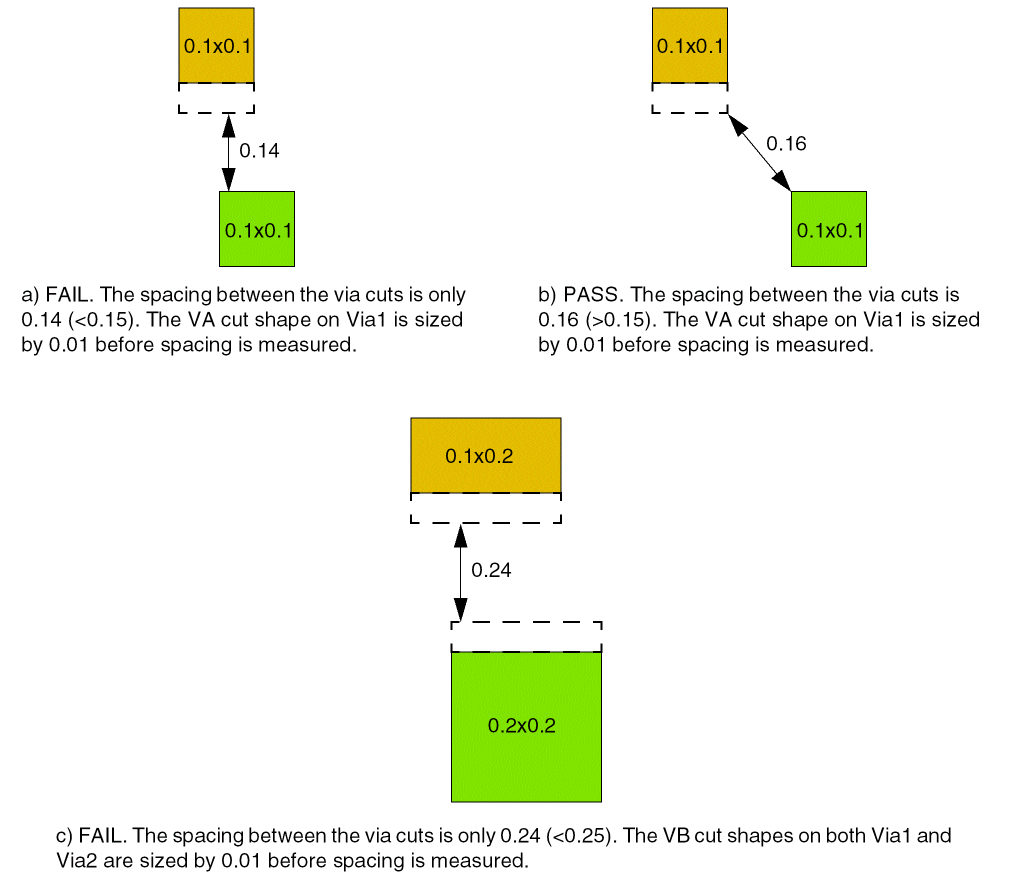 0.1x0.1
0.1x0.1
0.14
0.16
0.1x0.1
0.1x0.1
a) FAIL. The spacing between the via cuts is only
0.14 (<0.15). The VA cut shape on Via1 is sized
by 0.01 before spacing is measured.
b) PASS. The spacing between the via cuts is
0.16 (>0.15). The VA cut shape on Via1 is sized
by 0.01 before spacing is measured.
0.1x0.2
0.24
0.2x0.2
c) FAIL. The spacing between the via cuts is only 0.24 (<0.25). The VB cut shapes on both Via1 and
Via2 are sized by 0.01 before spacing is measured.